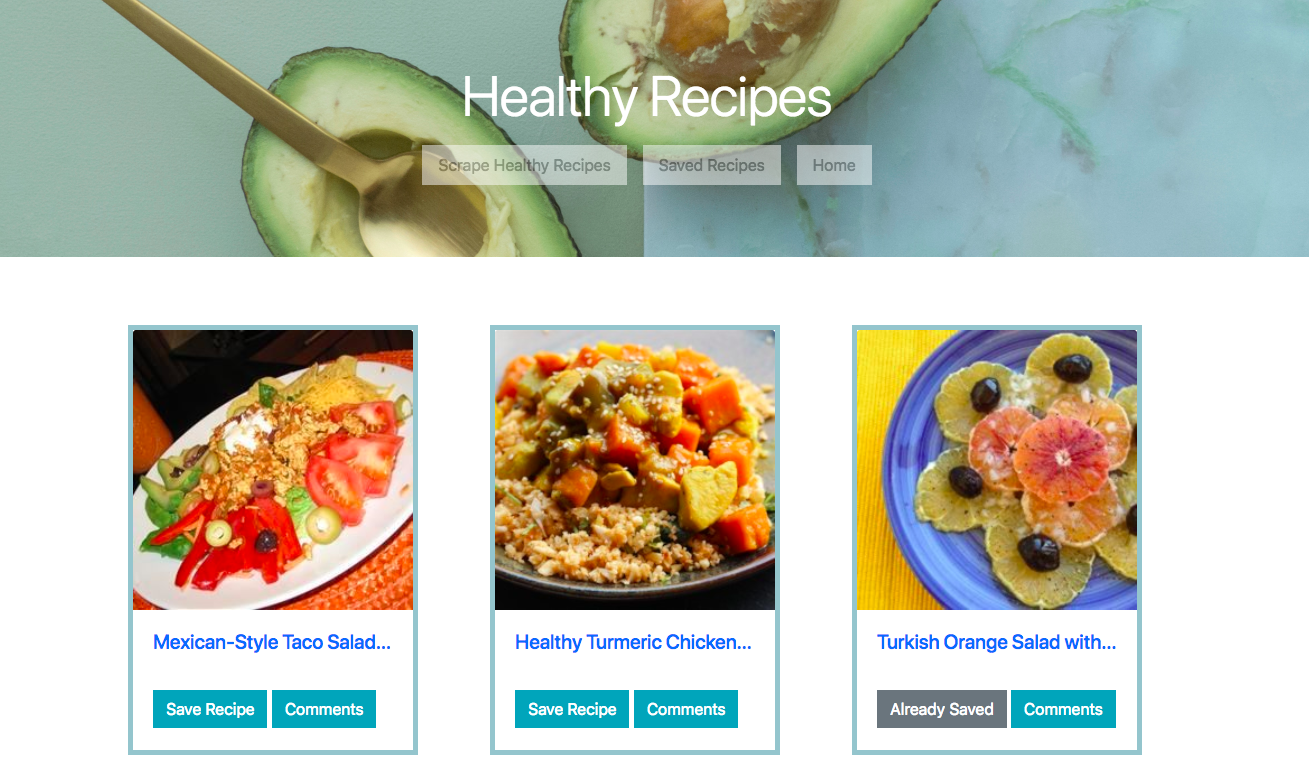 Healthy Recipes
Scrape Healthy Recipes Saved Recipes Home
Mexican-Style Taco Salad... Healthy Turmeric Chicken... Turkish Orange Salad with...
Save Recipe Comments Save Recipe Comments Already Saved Comments